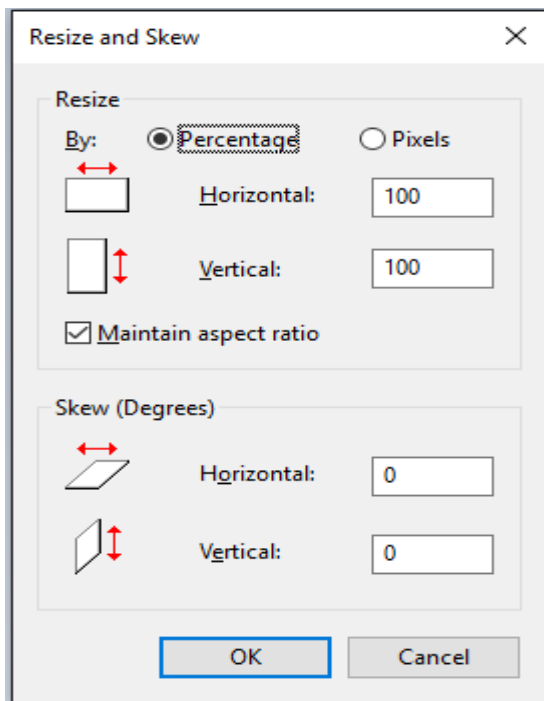 Resize and Skew
Resize
By: Percentage Pixels
Horizontal: 100
Vertical: 100
Maintain aspect ratio
Skew (Degrees)
Horizontal: 0
Vertical: 0
OK Cancel